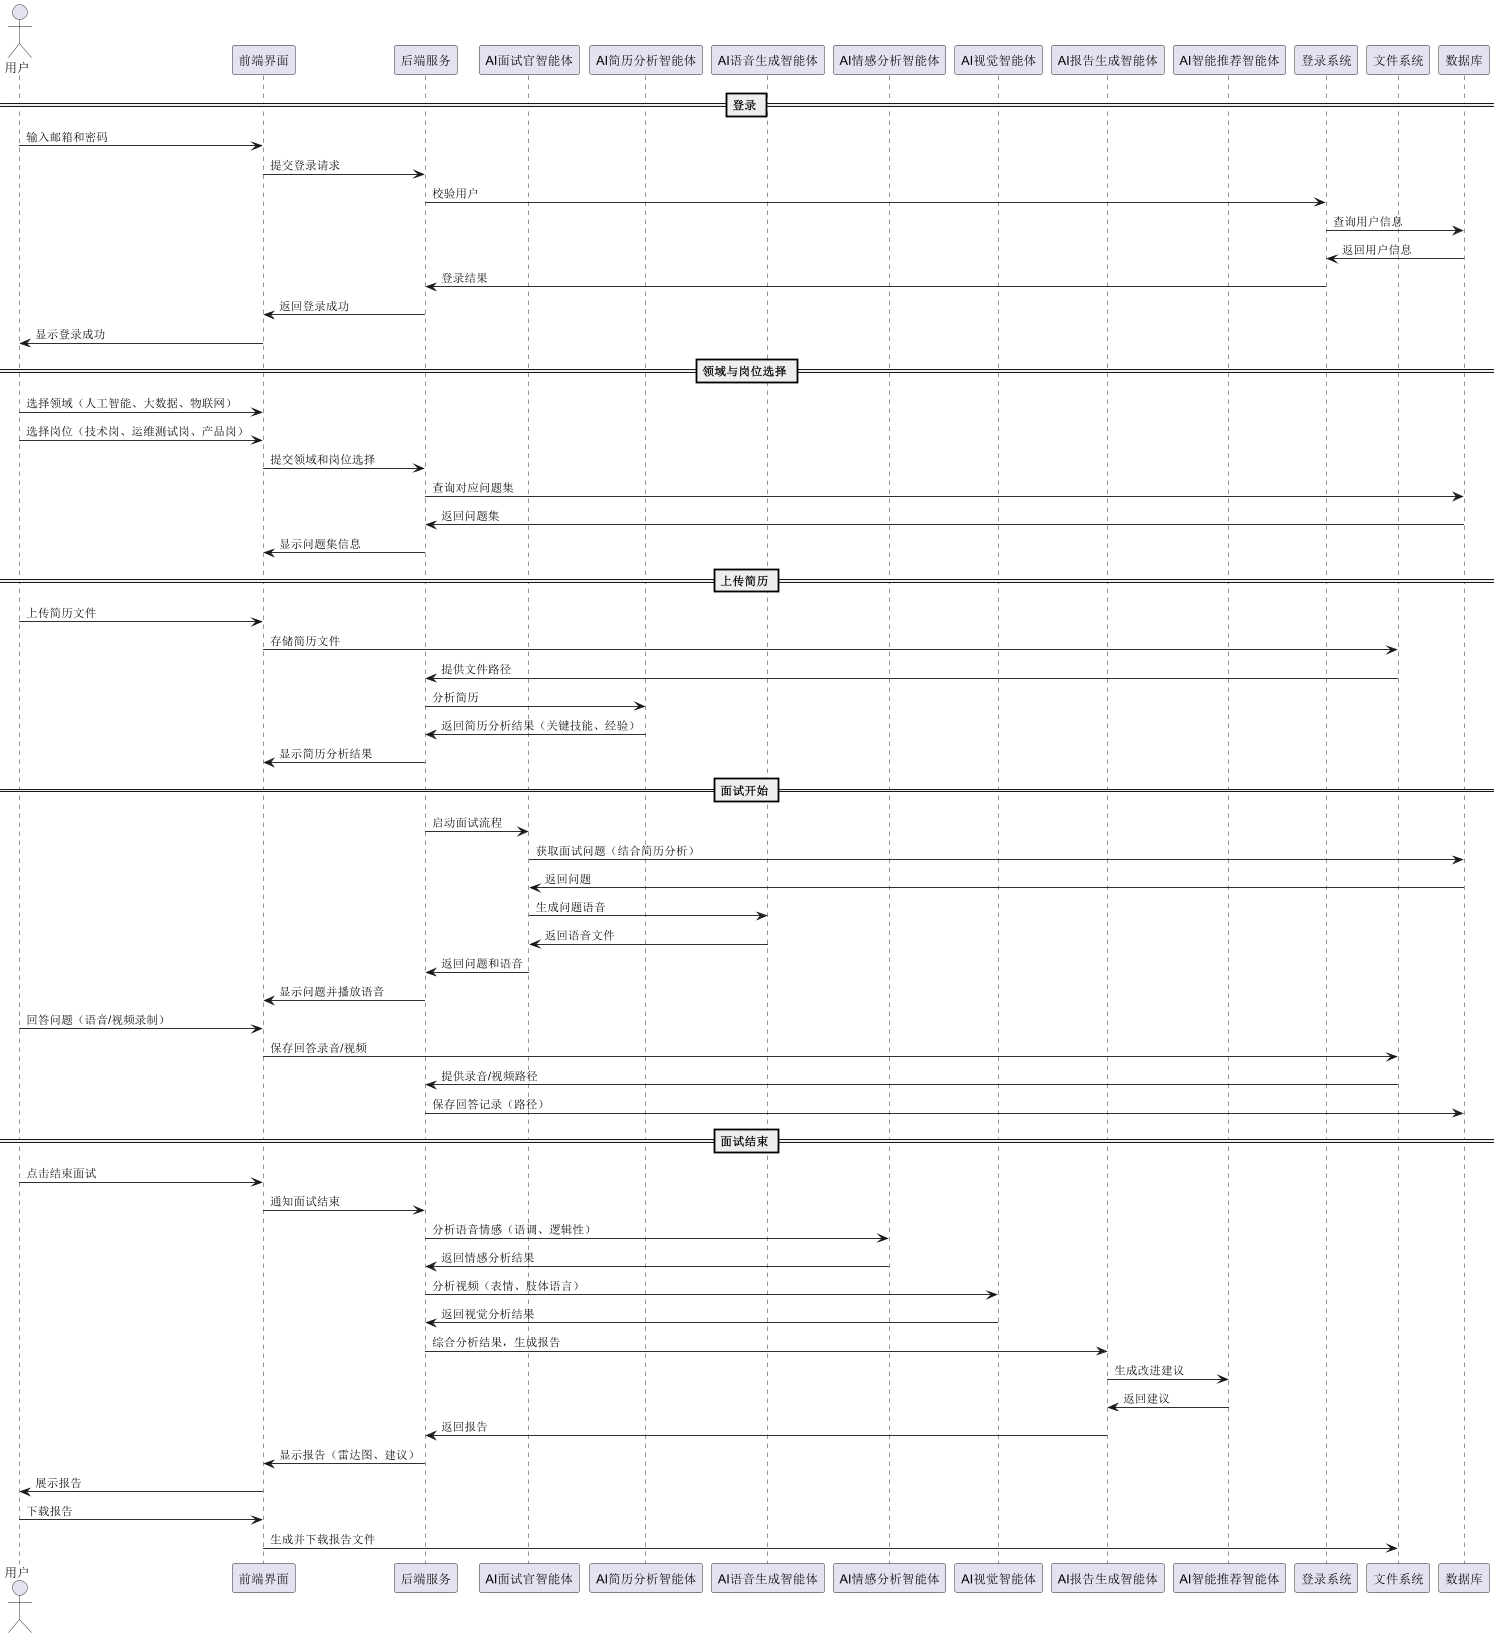 用户
前端界面
后端服务
AI面试官智能体
AI简历分析智能体
AI语音生成智能体
AI情感分析智能体
AI视觉智能体
AI报告生成智能体
AI智能推荐智能体
登录系统
文件系统
数据库
登录
输入邮箱和密码
提交登录请求
校验用户
查询用户信息
返回用户信息
登录结果
返回登录成功
显示登录成功
领域与岗位选择
选择领域（人工智能、大数据、物联网）
选择岗位（技术岗、运维测试岗、产品岗）
提交领域和岗位选择
查询对应问题集
返回问题集
显示问题集信息
上传简历
上传简历文件
存储简历文件
提供文件路径
分析简历
返回简历分析结果（关键技能、经验）
显示简历分析结果
面试开始
启动面试流程
获取面试问题（结合简历分析）
返回问题
生成问题语音
返回语音文件
返回问题和语音
显示问题并播放语音
回答问题（语音/视频录制）
保存回答录音/视频
提供录音/视频路径
保存回答记录（路径）
面试结束
点击结束面试
通知面试结束
分析语音情感（语调、逻辑性）
返回情感分析结果
分析视频（表情、肢体语言）
返回视觉分析结果
综合分析结果，生成报告
生成改进建议
返回建议
返回报告
显示报告（雷达图、建议）
展示报告
下载报告
生成并下载报告文件
用户
前端界面
后端服务
AI面试官智能体
AI简历分析智能体
AI语音生成智能体
AI情感分析智能体
AI视觉智能体
AI报告生成智能体
AI智能推荐智能体
登录系统
文件系统
数据库